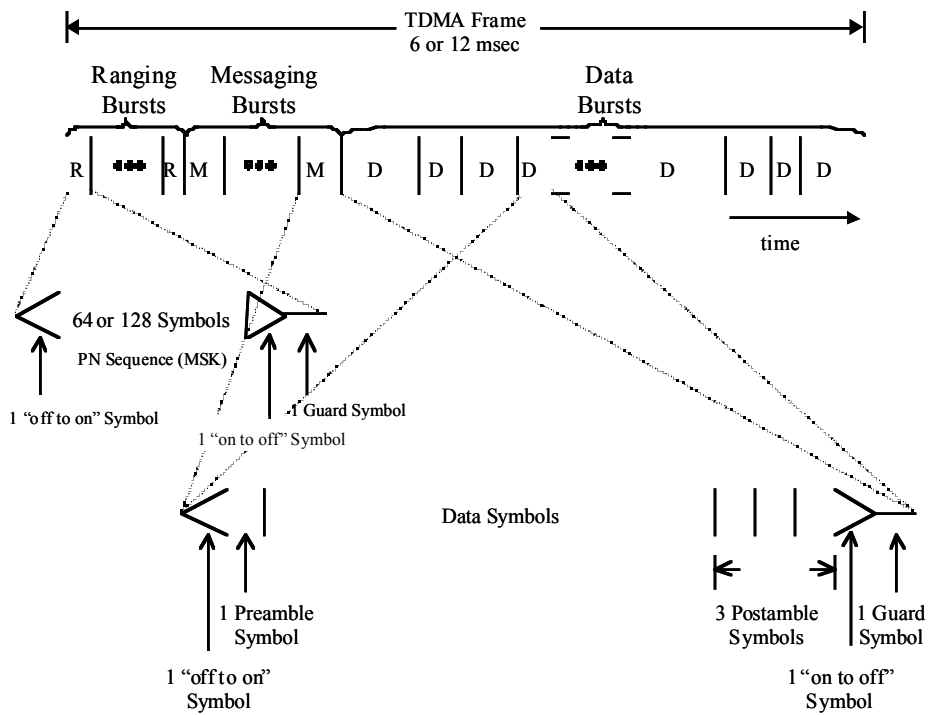 TDMA Frame
6 or 12 msec
Ranging
Bursts
Messaging
Bursts
Data
Bursts
R R M M D D D D D D D D
time
64 or 128 Symbols
PN Sequence (MSK)
1 “off to on” Symbol
1 Guard Symbol
1 “on to off” Symbol
Data Symbols
1 Preamble
Symbol
3 Postamble
Symbols
1 Guard
Symbol
1 “off to on”
Symbol
1 “on to off”
Symbol